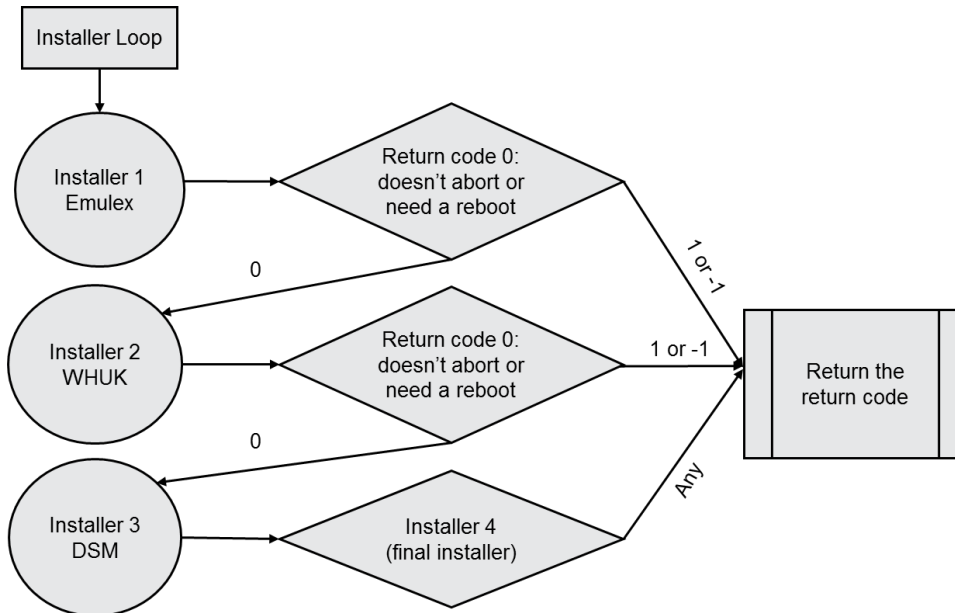 Installer Loop
Installer 1
Emulex
Return code 0:
doesn’t abort or
need a reboot
1 or -1
0
Installer 2
WHUK
Return code 0:
doesn’t abort or
need a reboot
1 or -1
Return the
return code
0
Installer 3
DSM
Installer 4
(final installer)
Any